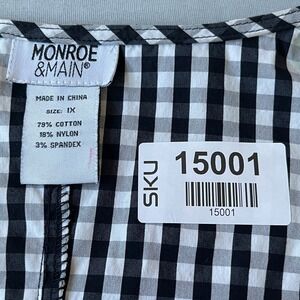 MONROE
&MAIN®
MADE IN CHINA
SIZE: 1X
79% COTTON
18% NYLON
3% SPANDEX
SKU
15001
15001